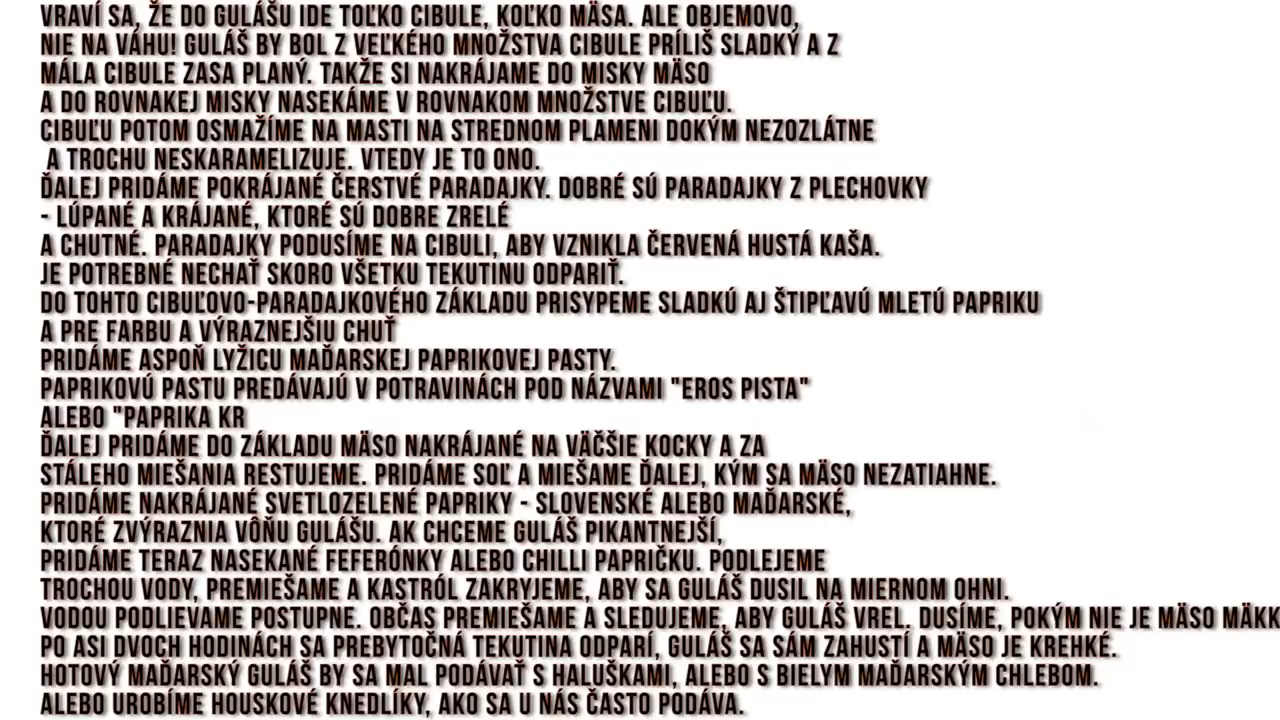 VRAVÍ SA, ŽE DO GULÁŠU IDE TOĽKO CIBULE, KOĽKO MÄSA. ALE OBJEMOVO,
NIE NA VÁHU! GULÁŠ BY BOL Z VEĽKÉHO MNOŽSTVA CIBULE PRÍLIŠ SLADKÝ A Z
MÁLA CIBULE ZASA PLANÝ. TAKŽE SI NAKRÁJAME DO MISKY MÄSO
A DO ROVNAKEJ MISKY NASEKÁME V ROVNAKOM MNOŽSTVE CIBUĽU.
CIBUĽU POTOM OSMAŽÍME NA MASTI NA STREDNOM PLAMENI DOKÝM NEZOZLÁTNE
A TROCHU NESKARAMELIZUJE. VTEDY JE TO ONO.
ĎALEJ PRIDÁME POKRÁJANÉ ČERSTVÉ PARADAJKY. DOBRÉ SÚ PARADAJKY Z PLECHOVKY
- LÚPANÉ A KRÁJANÉ, KTORÉ SÚ DOBRE ZRELÉ
A CHUTNÉ. PARADAJKY PODUSÍME NA CIBULI, ABY VZNIKLA ČERVENÁ HUSTÁ KAŠA.
JE POTREBNÉ NECHAŤ SKORO VŠETKU TEKUTINU ODPARIŤ.
DO TOHTO CIBUĽOVO-PARADAJKOVÉHO ZÁKLADU PRISYPEME SLADKÚ AJ ŠTIPĽAVÚ MLETÚ PAPRIKU
A PRE FARBU A VÝRAZNEJŠIU CHUŤ
PRIDÁME ASPOŇ LYŽICU MAĎARSKEJ PAPRIKOVEJ PASTY.
PAPRIKOVÚ PASTU PREDÁVAJÚ V POTRAVINÁCH POD NÁZVAMI "EROS PISTA"
ALEBO "PAPRIKA KR
ĎALEJ PRIDÁME DO ZÁKLADU MÄSO NAKRÁJANÉ NA VÄČŠIE KOCKY A ZA
STÁLEHO MIEŠANIA RESTUJEME. PRIDÁME SOĽ A MIEŠAME ĎALEJ, KÝM SA MÄSO NEZATIAHNE.
PRIDÁME NAKRÁJANÉ SVETLOZELENÉ PAPRIKY - SLOVENSKÉ ALEBO MAĎARSKÉ,
KTORÉ ZVÝRAZNIA VÔŇU GULÁŠU. AK CHCEME GULÁŠ PIKANTNEJŠÍ,
PRIDÁME TERAZ NASEKANÉ FEFERÓNKY ALEBO CHILLI PAPRIČKU. PODLEJEME
TROCHOU VODY, PREMIEŠAME A KASTRÓL ZAKRYJEME, ABY SA GULÁŠ DUSIL NA MIERNOM OHNI.
VODOU PODLIEVAME POSTUPNE. OBČAS PREMIEŠAME A SLEDUJEME, ABY GULÁŠ VREL. DUSÍME, POKÝM NIE JE MÄSO MÄKK
PO ASI DVOCH HODINÁCH SA PREBYTOČNÁ TEKUTINA ODPARÍ, GULÁŠ SA SÁM ZAHUSTÍ A MÄSO JE KREHKÉ.
HOTOVÝ MAĎARSKÝ GULÁŠ BY SA MAL PODÁVAŤ S HALUŠKAMI, ALEBO S BIELYM MAĎARSKÝM CHLEBOM.
ALEBO UROBÍME HOUSKOVÉ KNEDLÍKY, AKO SA U NÁS ČASTO PODÁVA.